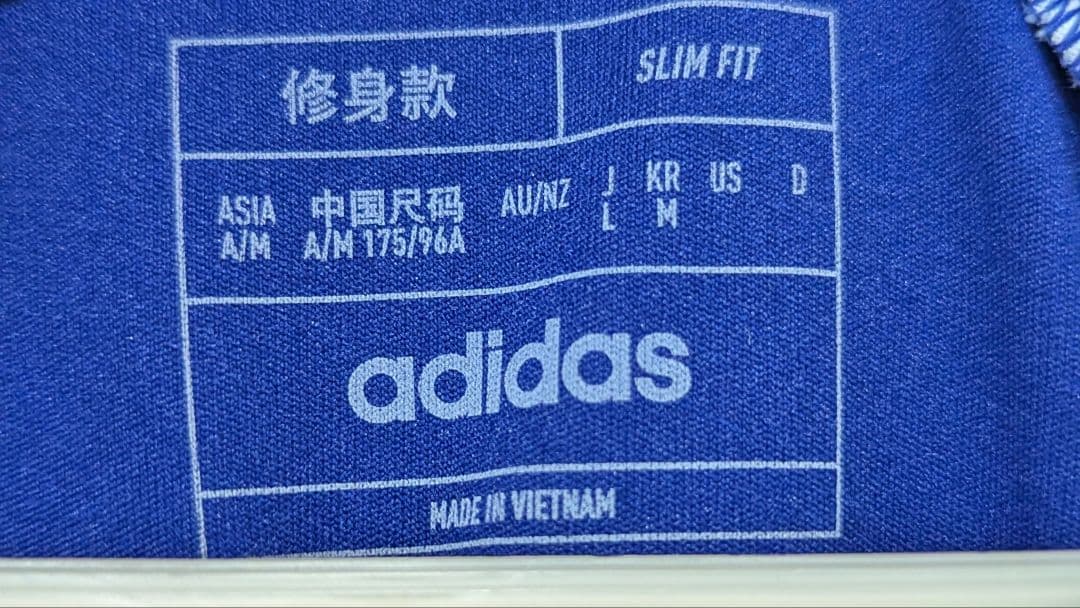 修身款 SLIM FIT
ASIA 中国尺码 AU/NZ J KR US D
A/M A/M 175/96A L M
adidas
MADE IN VIETNAM